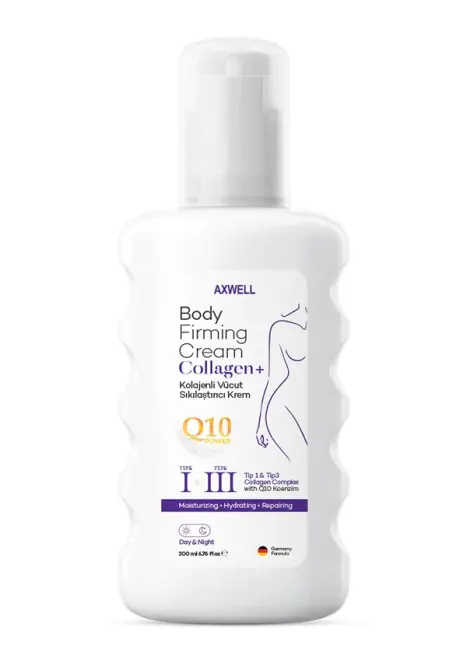 AXWELL
Body
Firming
Cream
Collagen+
Kolajenli Vücut
Sıkılaştırıcı Krem
Q10
POWER
TYPE TYPE
I + III
Tip 1 & Tip3
Collagen Complex
with Q10 Koenzim
Moisturizing • Hydrating • Repairing
Day & Night
200 ml 6.76 fl oz ℮
Germany
Formula